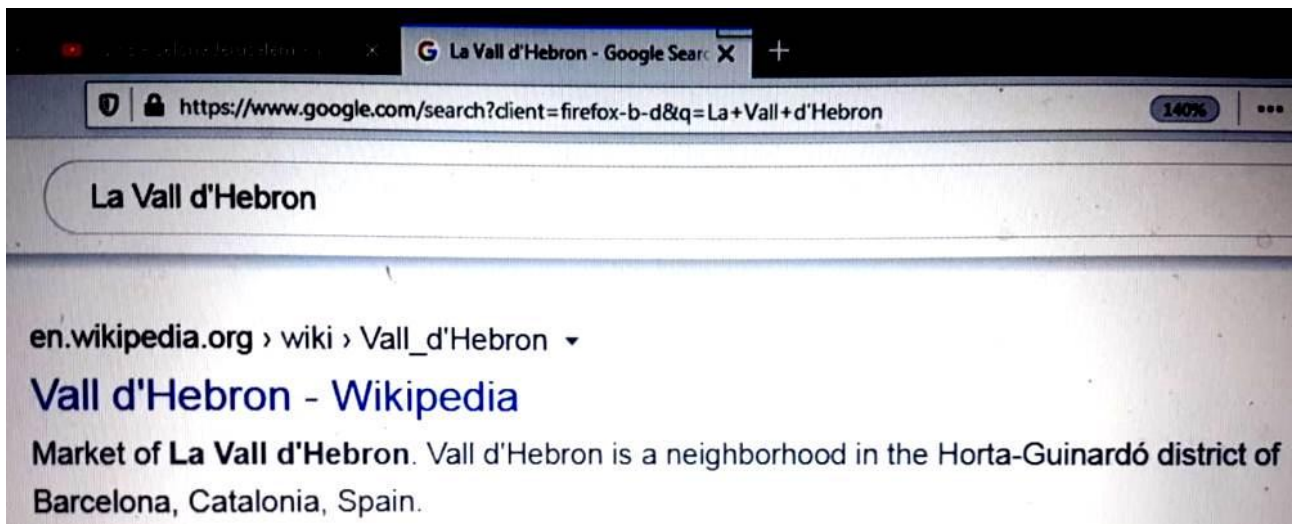 G La Vall d'Hebron - Google Searc
https://www.google.com/search?client=firefox-b-d&q=La+Vall+d'Hebron 140%
La Vall d'Hebron
en.wikipedia.org › wiki › Vall_d'Hebron
Vall d'Hebron - Wikipedia
Market of La Vall d'Hebron. Vall d'Hebron is a neighborhood in the Horta-Guinardó district of
Barcelona, Catalonia, Spain.